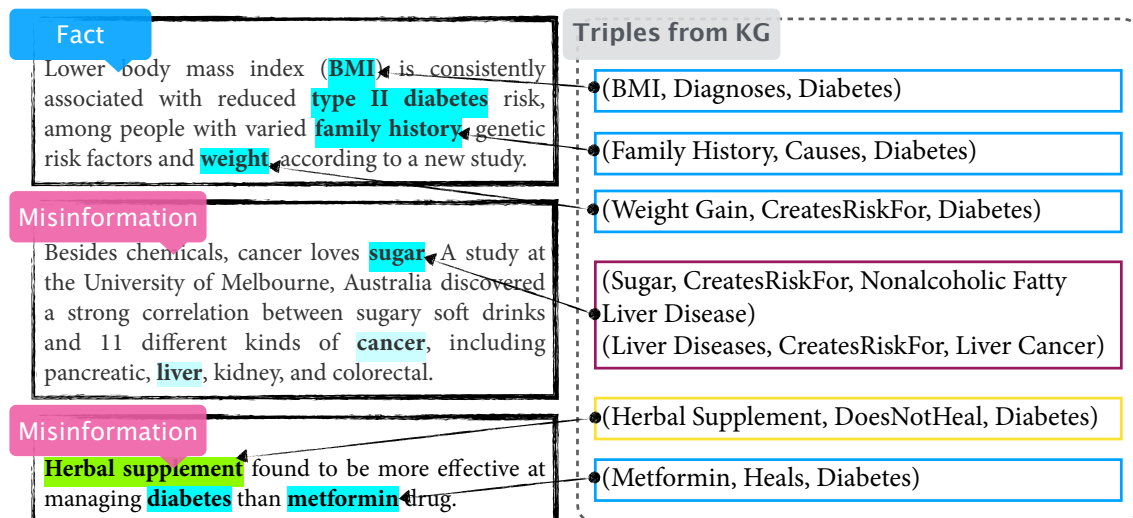 Fact
Lower body mass index (BMI) is consistently
associated with reduced type II diabetes risk,
among people with varied family history, genetic
risk factors and weight, according to a new study.
Misinformation
Besides chemicals, cancer loves sugar. A study at
the University of Melbourne, Australia discovered
a strong correlation between sugary soft drinks
and 11 different kinds of cancer, including
pancreatic, liver, kidney, and colorectal.
Misinformation
Herbal supplement found to be more effective at
managing diabetes than metformin drug.
Triples from KG
(BMI, Diagnoses, Diabetes)
(Family History, Causes, Diabetes)
(Weight Gain, CreatesRiskFor, Diabetes)
(Sugar, CreatesRiskFor, Nonalcoholic Fatty
Liver Disease)
(Liver Diseases, CreatesRiskFor, Liver Cancer)
(Herbal Supplement, DoesNotHeal, Diabetes)
(Metformin, Heals, Diabetes)